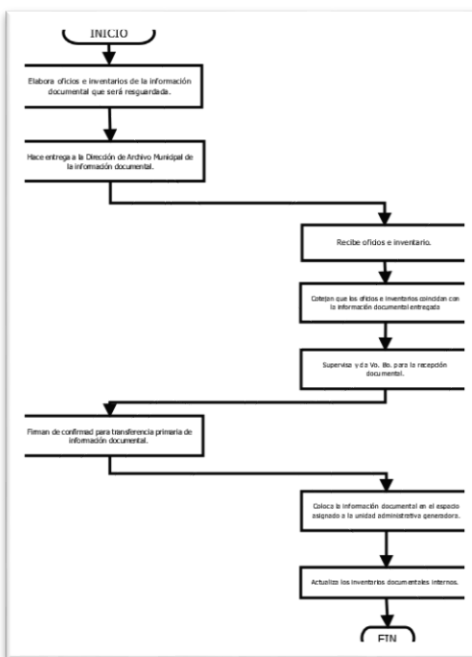 INICIO
Elabora oficios e inventarios de la información
documental que será resguardada.
Hace entrega a la Dirección de Archivo Municipal de
la información documental.
Recibe oficios e inventario.
Cotejan que los oficios e inventarios coincidan con
la información documental entregada
Supervisa y da Vo. Bo. para la recepción
documental.
Firman de confirmad para transferencia primaria de
información documental.
Coloca la información documental en el espacio
asignado a la unidad administrativa generadora.
Actualiza los inventarios documentales internos.
FIN